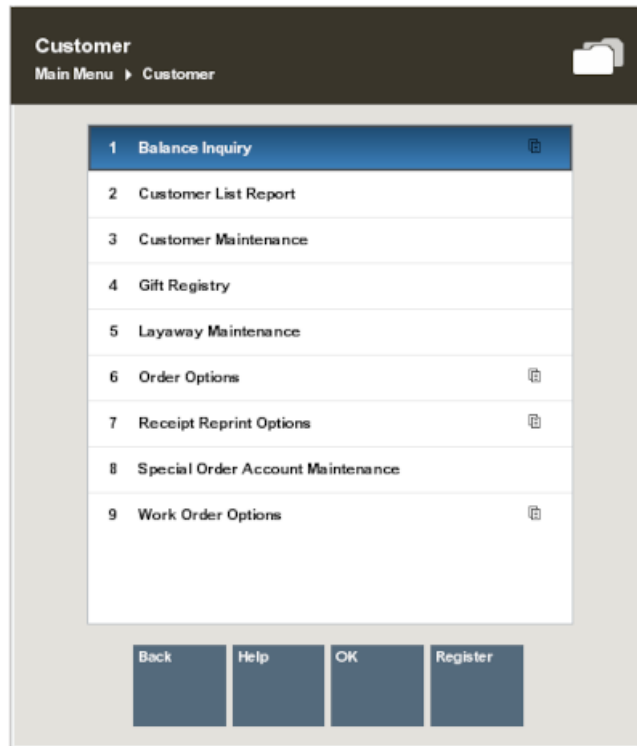 Customer
Main Menu ▶ Customer
1 Balance Inquiry
2 Customer List Report
3 Customer Maintenance
4 Gift Registry
5 Layaway Maintenance
6 Order Options
7 Receipt Reprint Options
8 Special Order Account Maintenance
9 Work Order Options
Back Help OK Register